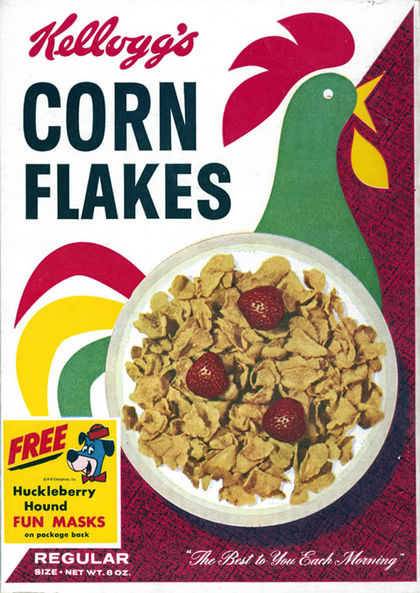 Kellogg's
CORN
FLAKES
FREE
Huckleberry
Hound
FUN MASKS
on package back
REGULAR
SIZE • NET WT. 8 OZ.
"The Best to You Each Morning"